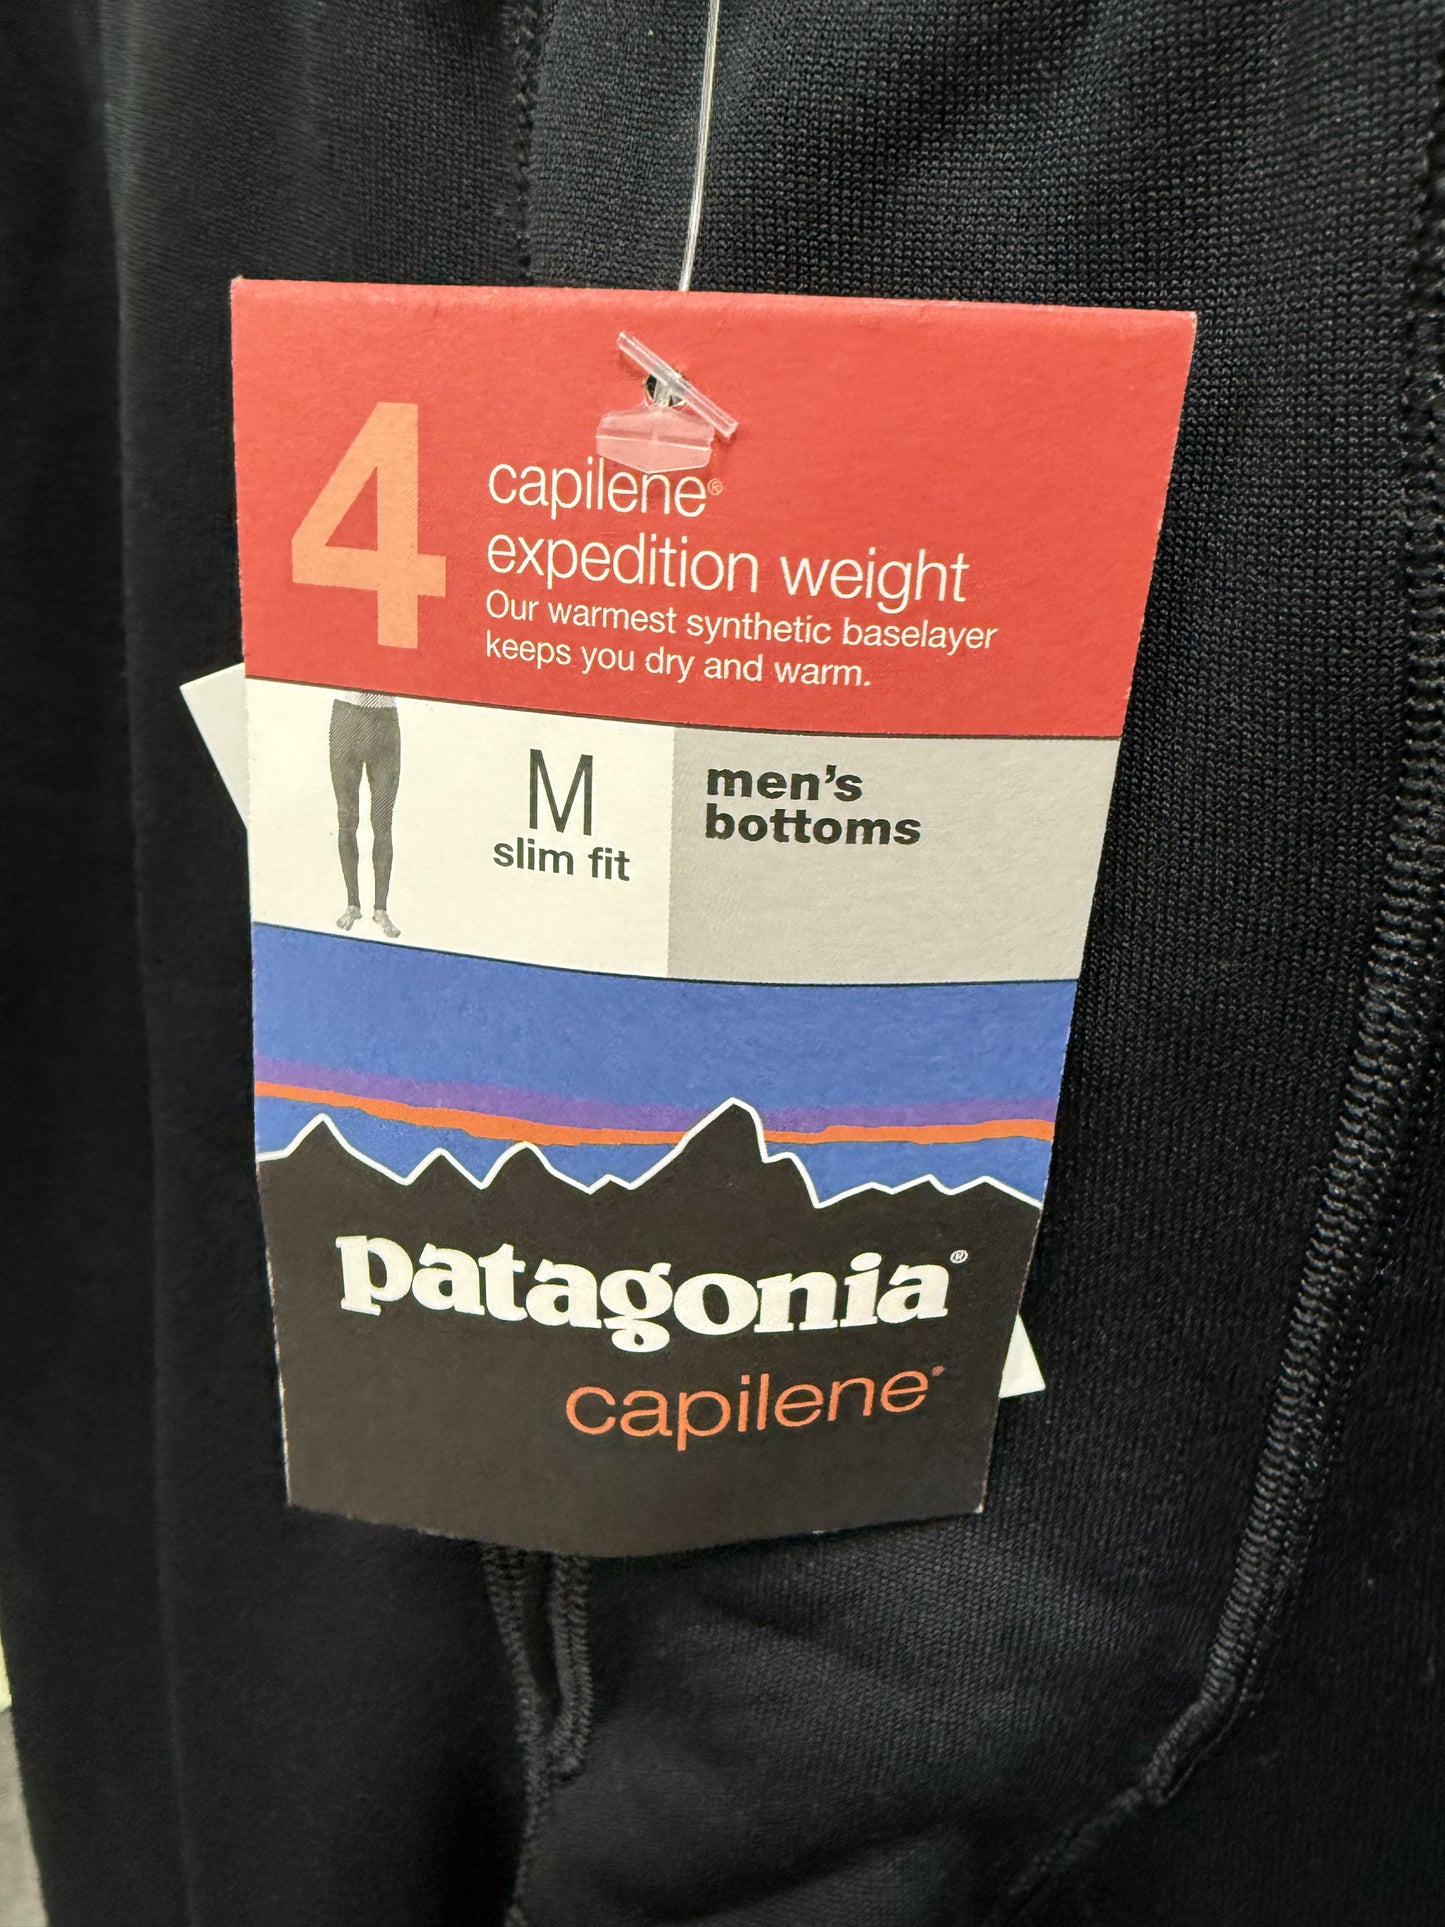 4
capilene®
expedition weight
Our warmest synthetic baselayer
keeps you dry and warm.
M
slim fit
men's
bottoms
patagonia®
capilene®